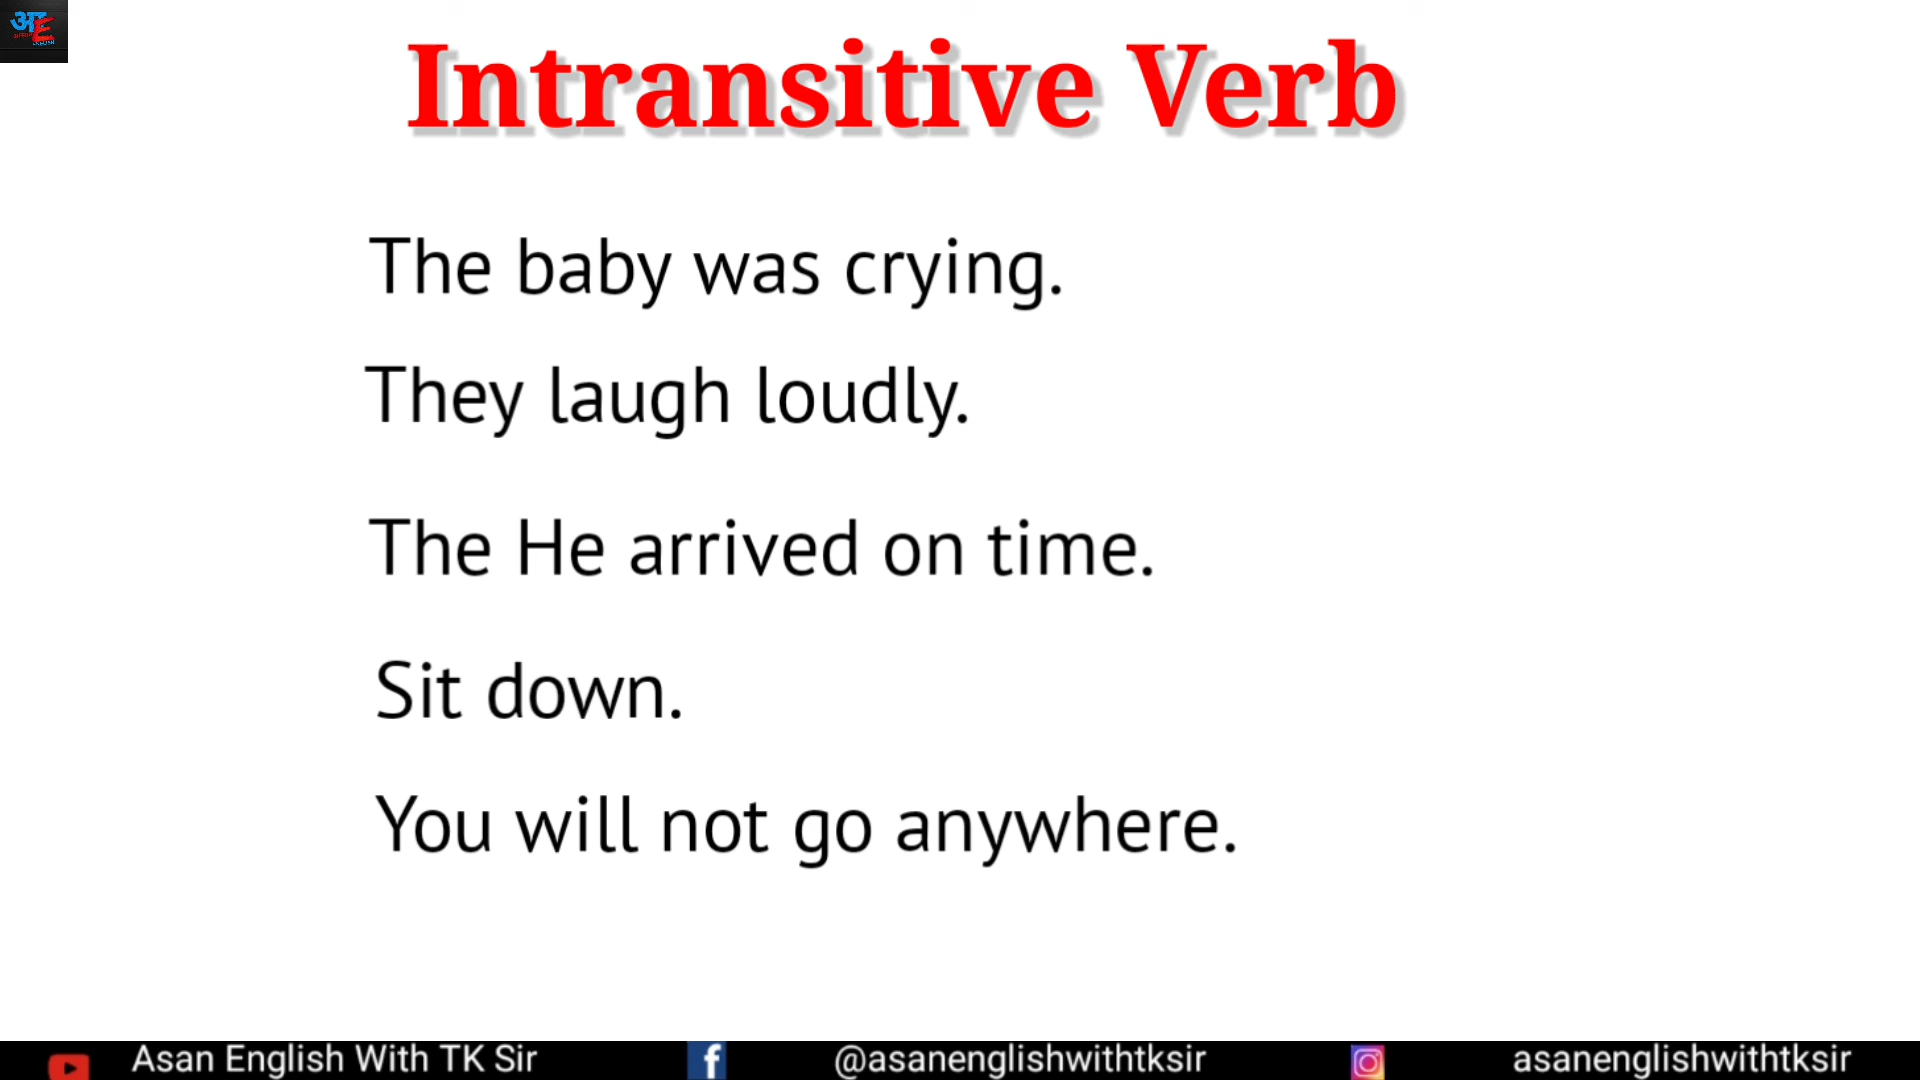 अ E
Intransitive Verb
The baby was crying.
They laugh loudly.
The He arrived on time.
Sit down.
You will not go anywhere.
Asan English With TK Sir
@asanenglishwithtksir
asanenglishwithtksir